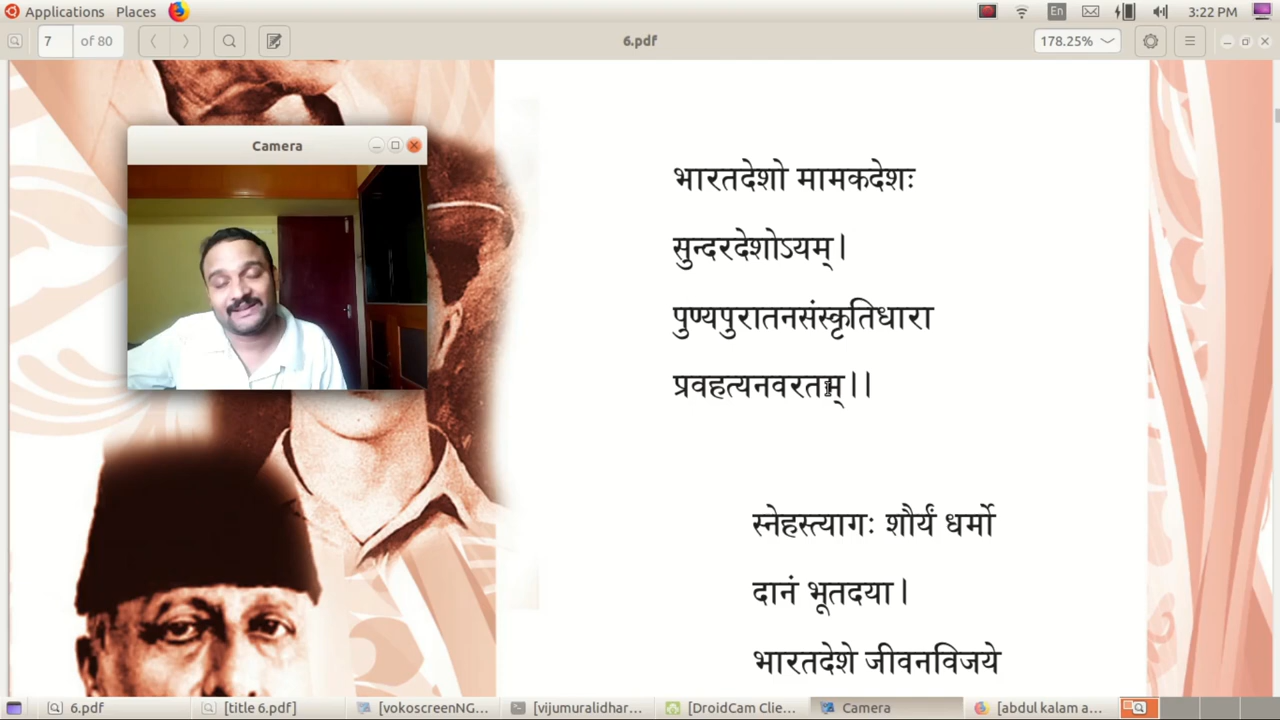 Applications Places En 3:22 PM
7 of 80 6.pdf 178.25%
Camera
भारतदेशो मामकदेशः
सुन्दरदेशोऽयम्।
पुण्यपुरातनसंस्कृतिधारा
प्रवहत्यनवरतम्।।
स्नेहस्त्यागः शौर्यं धर्मो
दानं भूतदया।
भारतदेशे जीवनविजये
6.pdf [title 6.pdf] [vokoscreenNG... [vijumuralidhar... [DroidCam Clie... Camera [abdul kalam a...